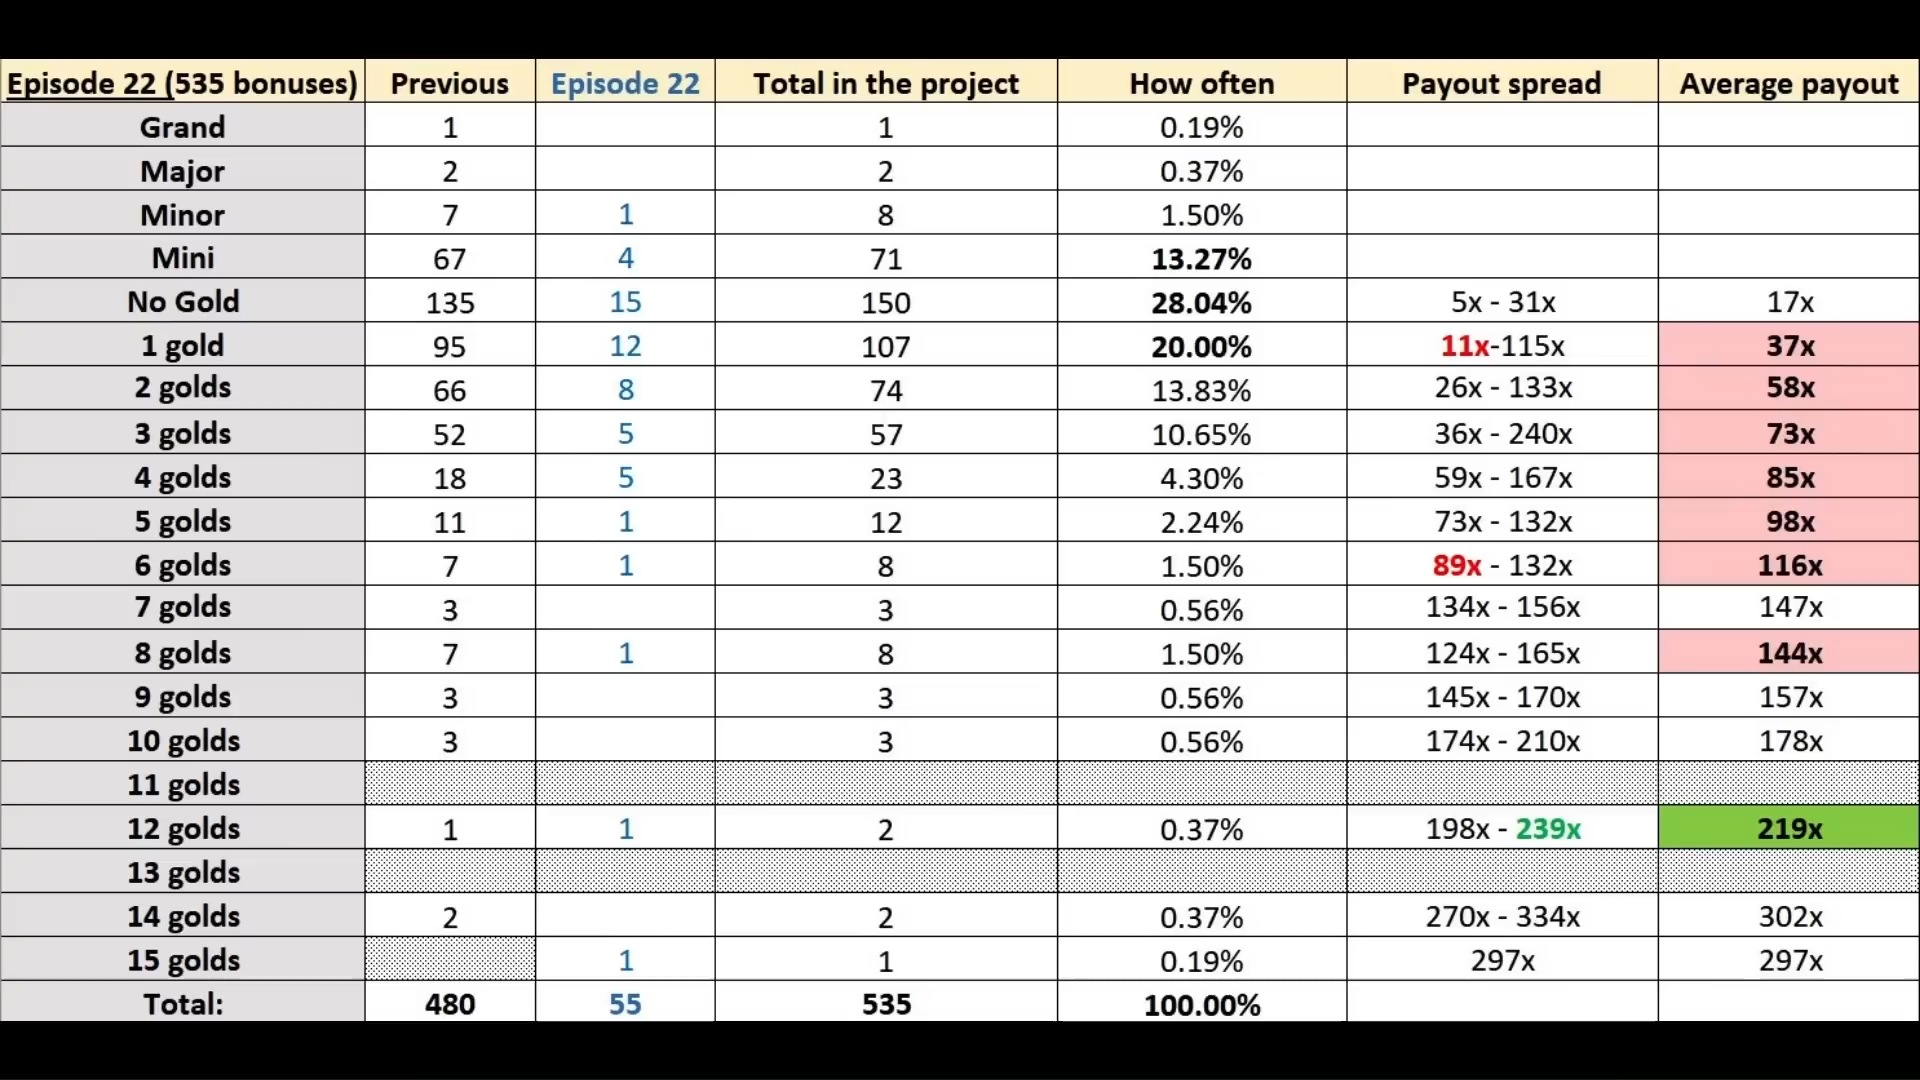 Episode 22 (535 bonuses) Previous Episode 22 Total in the project How often Payout spread Average payout
Grand 1 1 0.19%
Major 2 2 0.37%
Minor 7 1 8 1.50%
Mini 67 4 71 13.27%
No Gold 135 15 150 28.04% 5x - 31x 17x
1 gold 95 12 107 20.00% 11x-115x 37x
2 golds 66 8 74 13.83% 26x - 133x 58x
3 golds 52 5 57 10.65% 36x - 240x 73x
4 golds 18 5 23 4.30% 59x - 167x 85x
5 golds 11 1 12 2.24% 73x - 132x 98x
6 golds 7 1 8 1.50% 89x - 132x 116x
7 golds 3 3 0.56% 134x - 156x 147x
8 golds 7 1 8 1.50% 124x - 165x 144x
9 golds 3 3 0.56% 145x - 170x 157x
10 golds 3 3 0.56% 174x - 210x 178x
11 golds
12 golds 1 1 2 0.37% 198x - 239x 219x
13 golds
14 golds 2 2 0.37% 270x - 334x 302x
15 golds 1 1 0.19% 297x 297x
Total: 480 55 535 100.00%